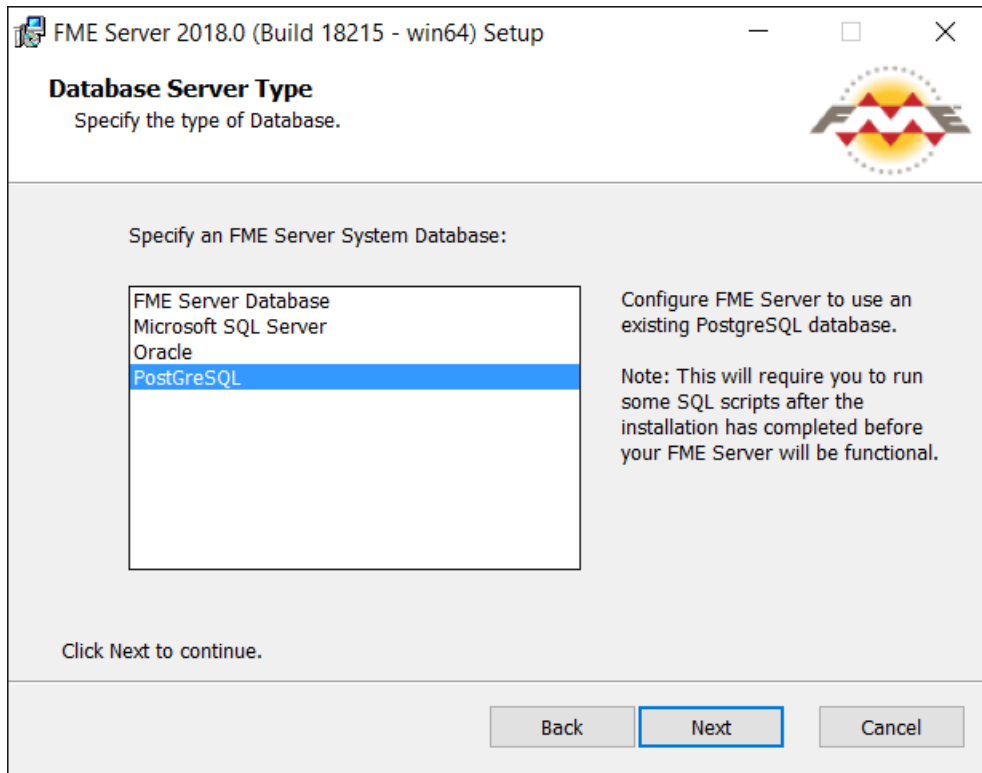 FME Server 2018.0 (Build 18215 - win64) Setup
Database Server Type
Specify the type of Database.
FME
Specify an FME Server System Database:
FME Server Database
Microsoft SQL Server
Oracle
PostGreSQL
Configure FME Server to use an
existing PostgreSQL database.
Note: This will require you to run
some SQL scripts after the
installation has completed before
your FME Server will be functional.
Click Next to continue.
Back
Next
Cancel